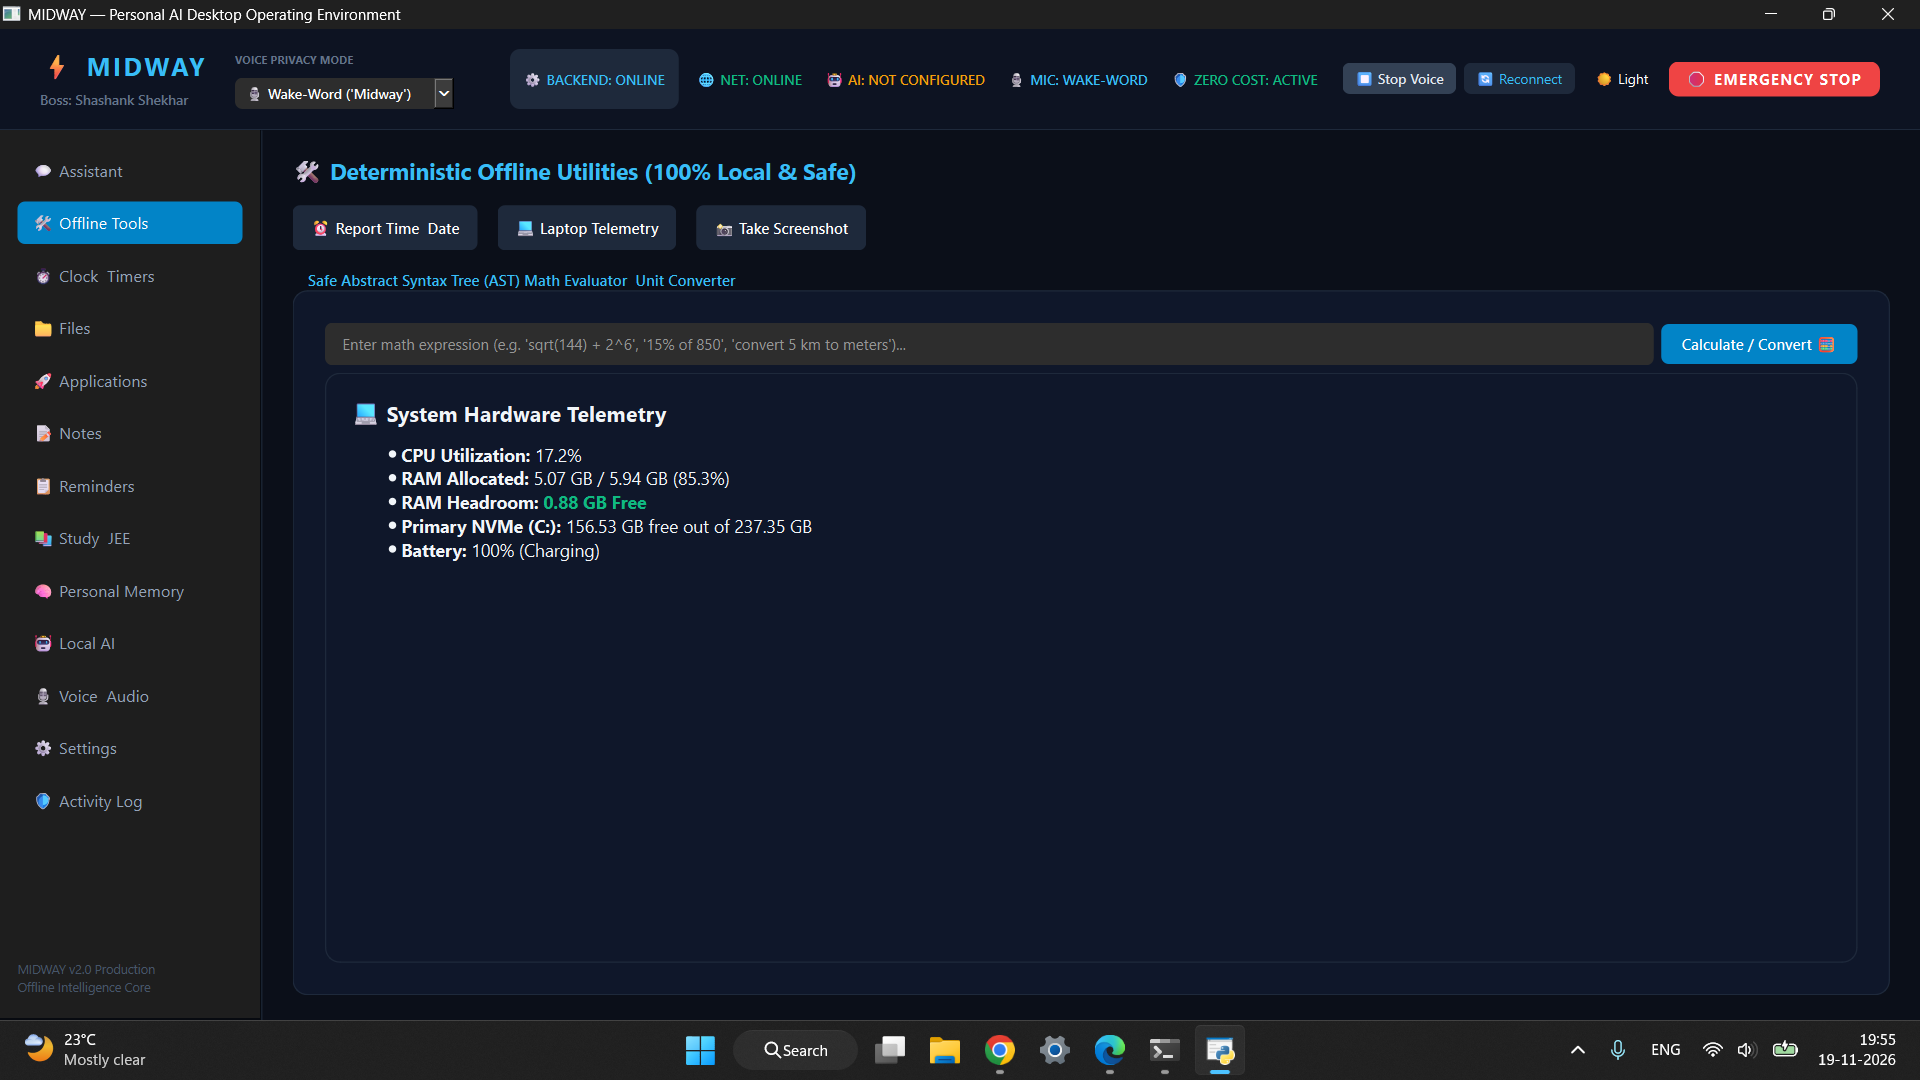 MIDWAY — Personal AI Desktop Operating Environment
MIDWAY
Boss: Shashank Shekhar
VOICE PRIVACY MODE
Wake-Word ('Midway')
BACKEND: ONLINE
NET: ONLINE
AI: NOT CONFIGURED
MIC: WAKE-WORD
ZERO COST: ACTIVE
Stop Voice
Reconnect
Light
EMERGENCY STOP
Assistant
Offline Tools
Clock Timers
Files
Applications
Notes
Reminders
Study JEE
Personal Memory
Local AI
Voice Audio
Settings
Activity Log
MIDWAY v2.0 Production
Offline Intelligence Core
Deterministic Offline Utilities (100% Local & Safe)
Report Time Date
Laptop Telemetry
Take Screenshot
Safe Abstract Syntax Tree (AST) Math Evaluator Unit Converter
Enter math expression (e.g. 'sqrt(144) + 2^6', '15% of 850', 'convert 5 km to meters')...
Calculate / Convert
System Hardware Telemetry
• CPU Utilization: 17.2%
• RAM Allocated: 5.07 GB / 5.94 GB (85.3%)
• RAM Headroom: 0.88 GB Free
• Primary NVMe (C:): 156.53 GB free out of 237.35 GB
• Battery: 100% (Charging)
23°C
Mostly clear
Search
ENG
19:55
19-11-2026